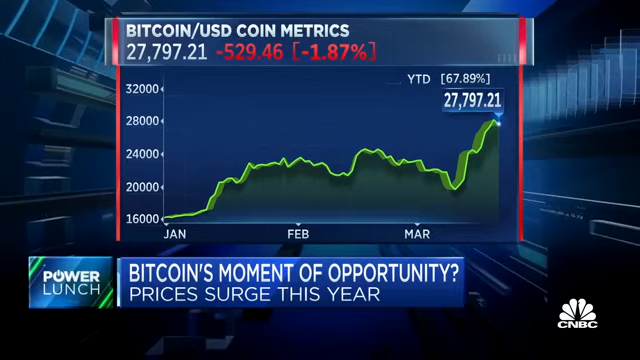 BITCOIN/USD COIN METRICS
27,797.21 -529.46 [-1.87%]
YTD [67.89%]
27,797.21
32000
28000
24000
20000
16000
JAN FEB MAR
POWER
LUNCH
BITCOIN'S MOMENT OF OPPORTUNITY?
PRICES SURGE THIS YEAR
CNBC